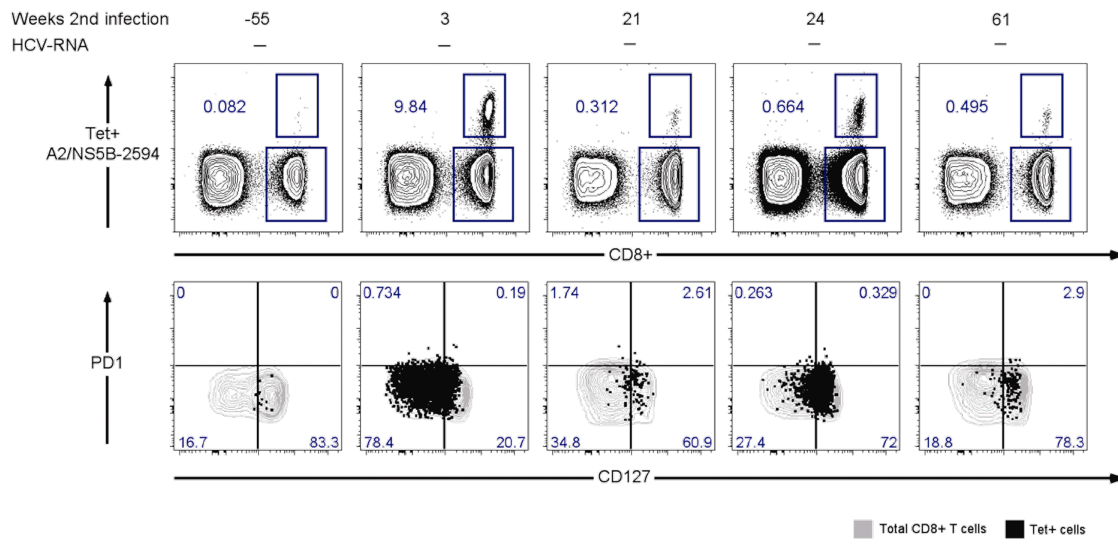 Weeks 2nd infection -55 3 21 24 61
HCV-RNA – – – – –
0.082 9.84 0.312 0.664 0.495
Tet+
A2/NS5B-2594
CD8+
0 0 0.734 0.19 1.74 2.61 0.263 0.329 0 2.9
PD1
16.7 83.3 78.4 20.7 34.8 60.9 27.4 72 18.8 78.3
CD127
Total CD8+ T cells Tet+ cells